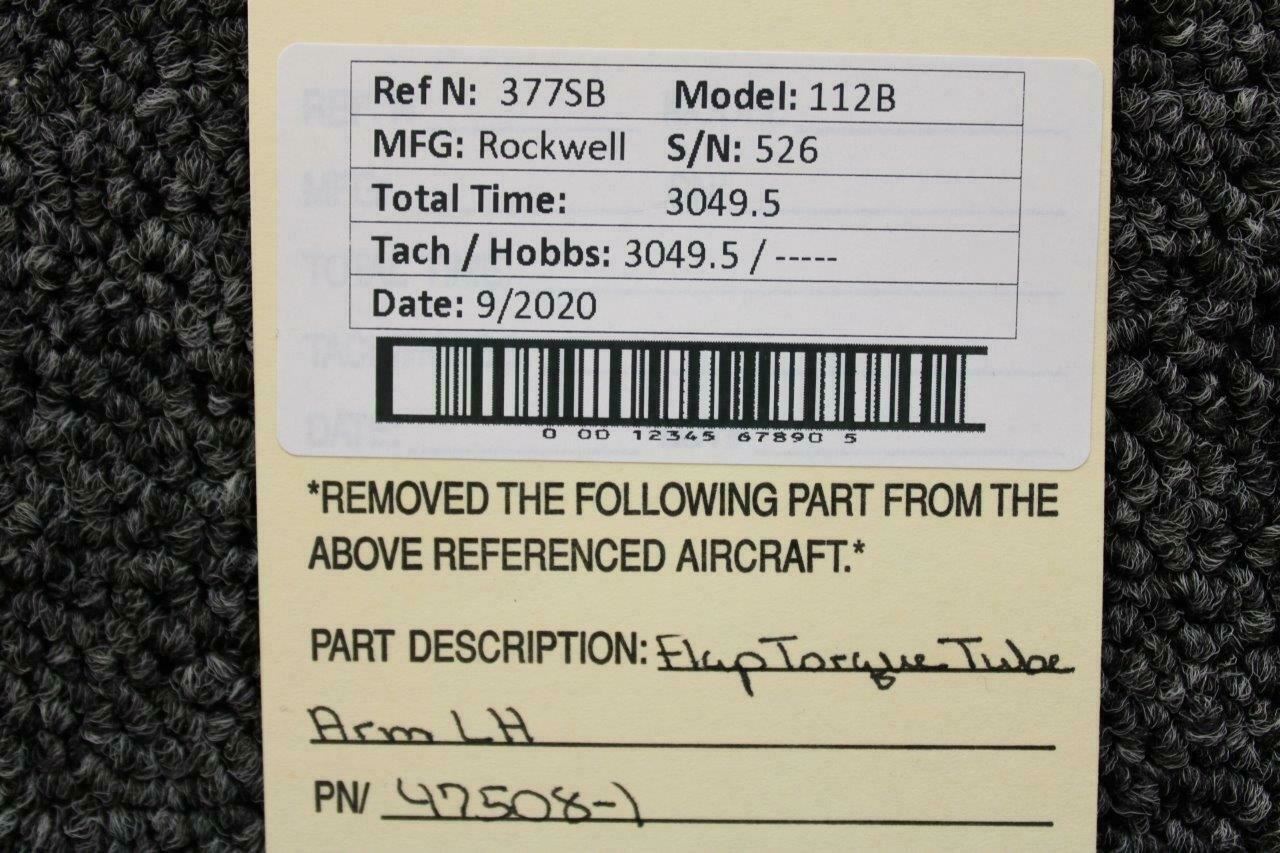 Ref N: 377SB Model: 112B
MFG: Rockwell S/N: 526
Total Time: 3049.5
Tach / Hobbs: 3049.5 / -----
Date: 9/2020
0 00 12345 67890 5
*REMOVED THE FOLLOWING PART FROM THE
ABOVE REFERENCED AIRCRAFT.*
PART DESCRIPTION: Flap Torque Tube
Arm LH
PN/ 47508-1